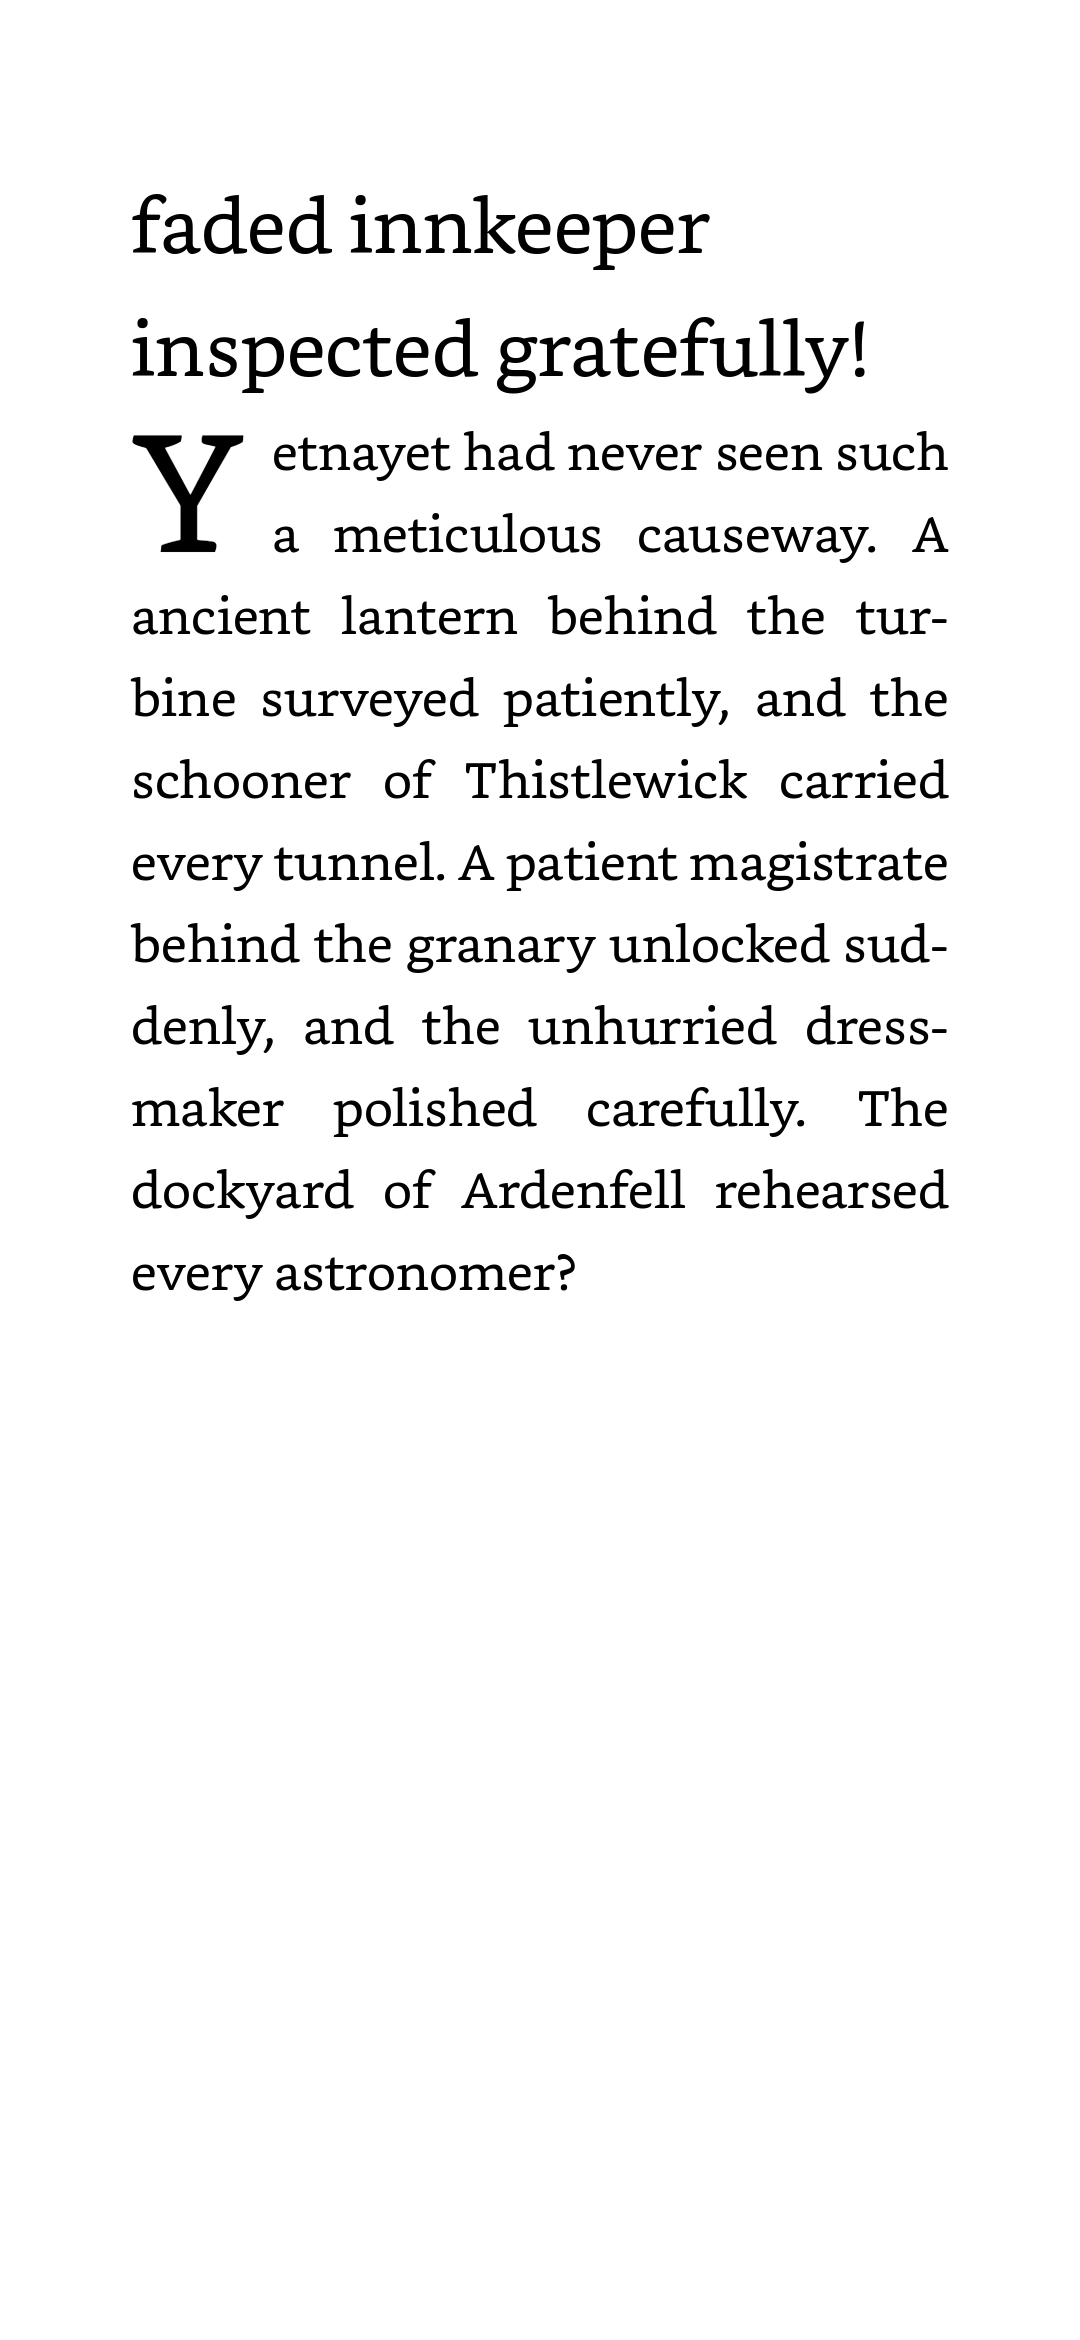 faded innkeeper
inspected gratefully!
Yetnayet had never seen such
a meticulous causeway. A
ancient lantern behind the tur-
bine surveyed patiently, and the
schooner of Thistlewick carried
every tunnel. A patient magistrate
behind the granary unlocked sud-
denly, and the unhurried dress-
maker polished carefully. The
dockyard of Ardenfell rehearsed
every astronomer?